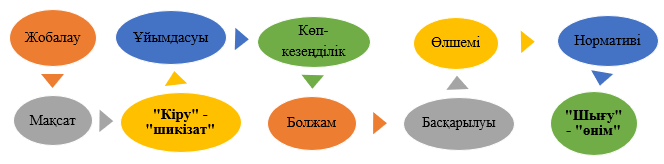 Жобалау
Мақсат
"Кіру" -
"шикізат"
Ұйымдасуы
Көп-
кезеңділік
Болжам
Басқарылуы
Өлшемі
Нормативі
"Шығу"
- "өнім"